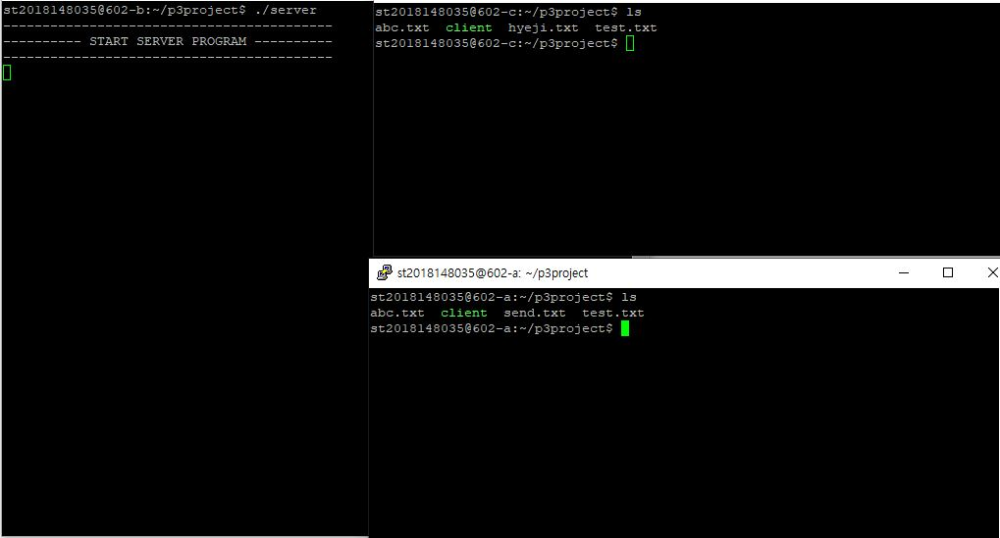 st2018148035@602-b:~/p3project$ ./server
------------------------------------------
---------- START SERVER PROGRAM ----------
------------------------------------------
st2018148035@602-c:~/p3project$ ls
abc.txt  client  hyeji.txt  test.txt
st2018148035@602-c:~/p3project$
st2018148035@602-a: ~/p3project
st2018148035@602-a:~/p3project$ ls
abc.txt  client  send.txt  test.txt
st2018148035@602-a:~/p3project$